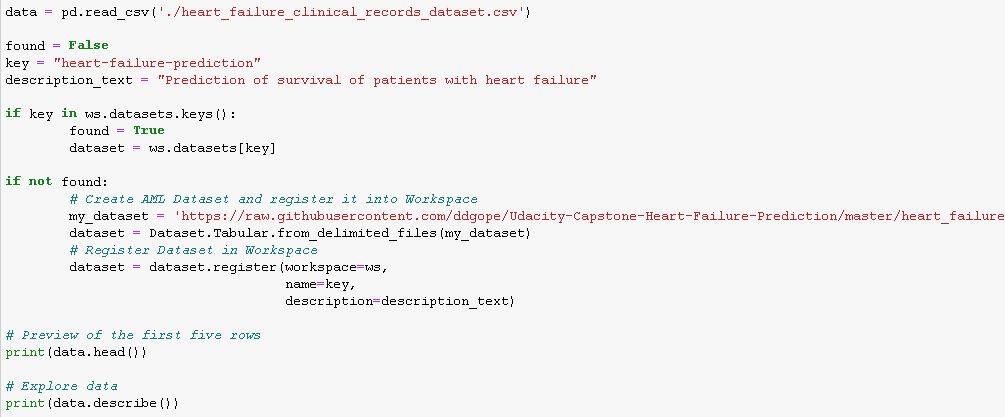 data = pd.read_csv('./heart_failure_clinical_records_dataset.csv')

found = False
key = "heart-failure-prediction"
description_text = "Prediction of survival of patients with heart failure"

if key in ws.datasets.keys():
        found = True
        dataset = ws.datasets[key]

if not found:
        # Create AML Dataset and register it into Workspace
        my_dataset = 'https://raw.githubusercontent.com/ddgope/Udacity-Capstone-Heart-Failure-Prediction/master/heart_failure
        dataset = Dataset.Tabular.from_delimited_files(my_dataset)
        # Register Dataset in Workspace
        dataset = dataset.register(workspace=ws,
                                   name=key,
                                   description=description_text)

# Preview of the first five rows
print(data.head())

# Explore data
print(data.describe())